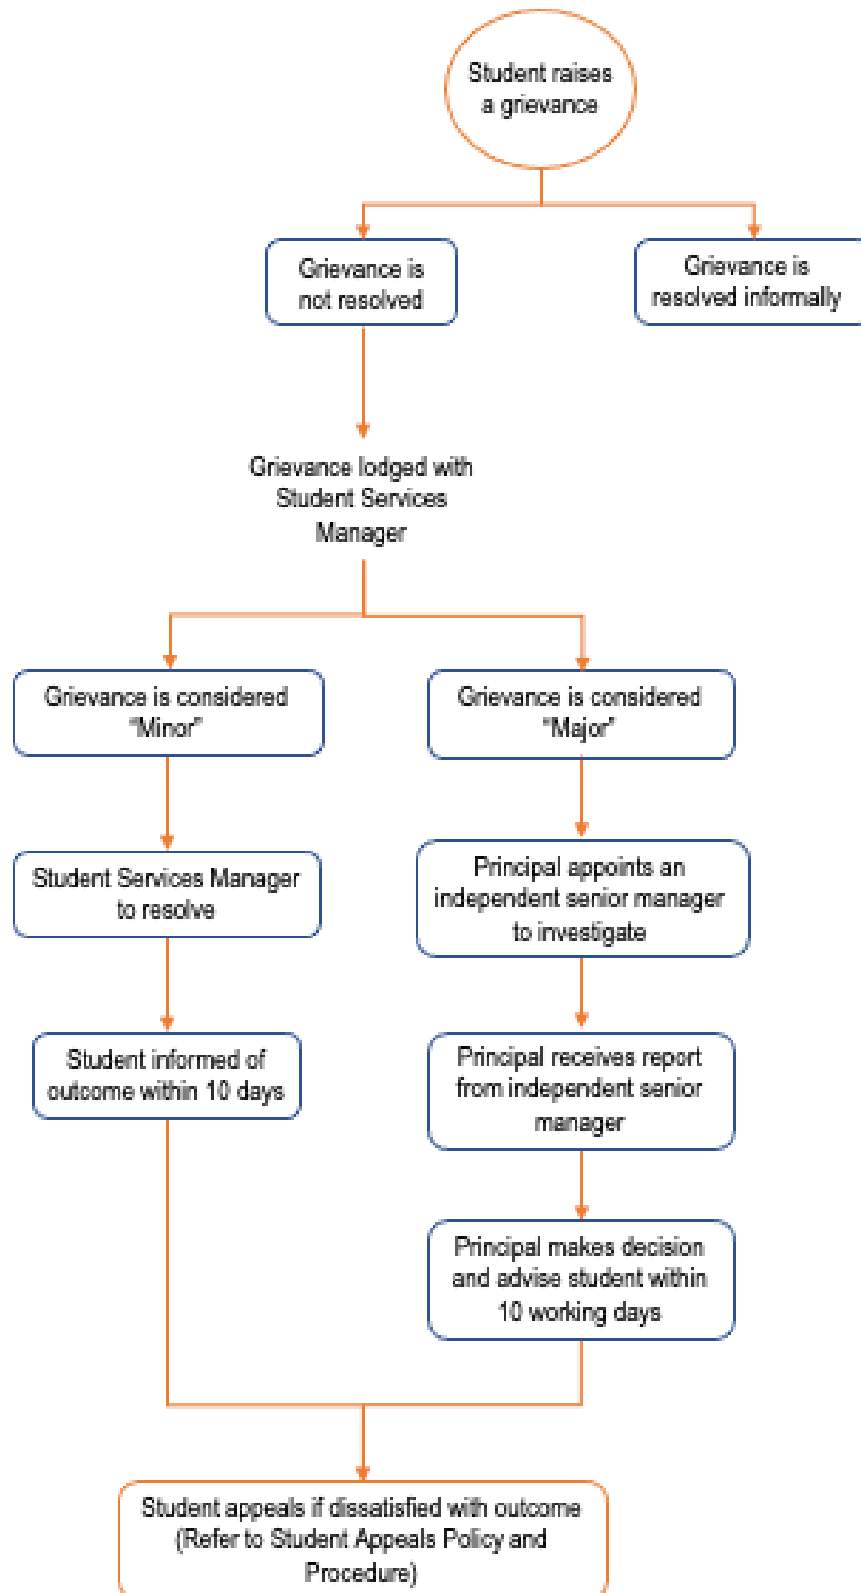 Student raises
a grievance
Grievance is
not resolved
Grievance is
resolved informally
Grievance lodged with
Student Services
Manager
Grievance is considered
“Minor”
Grievance is considered
“Major”
Student Services Manager
to resolve
Principal appoints an
independent senior manager
to investigate
Student informed of
outcome within 10 days
Principal receives report
from independent senior
manager
Principal makes decision
and advise student within
10 working days
Student appeals if dissatisfied with outcome
(Refer to Student Appeals Policy and
Procedure)